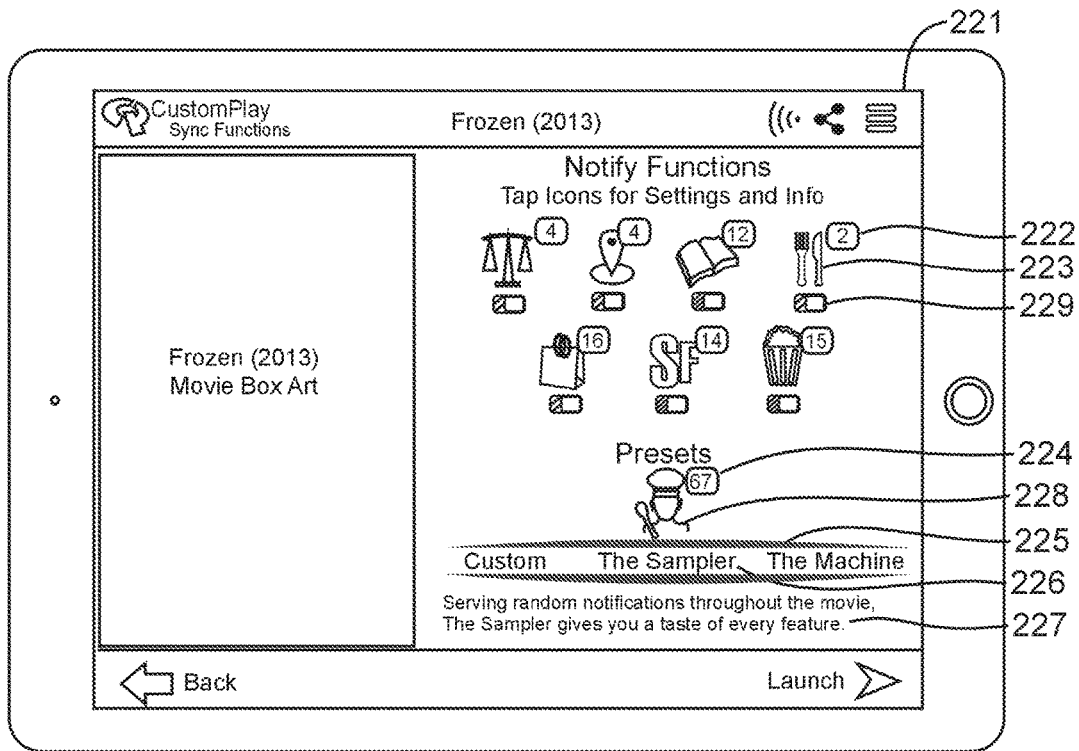 221
CustomPlay
Sync Functions
Frozen (2013)
Notify Functions
Tap Icons for Settings and Info
4
4
12
2
222
223
229
Frozen (2013)
Movie Box Art
16
SF
14
15
Presets
67
224
228
225
Custom
The Sampler
The Machine
226
Serving random notifications throughout the movie,
The Sampler gives you a taste of every feature.
227
Back
Launch